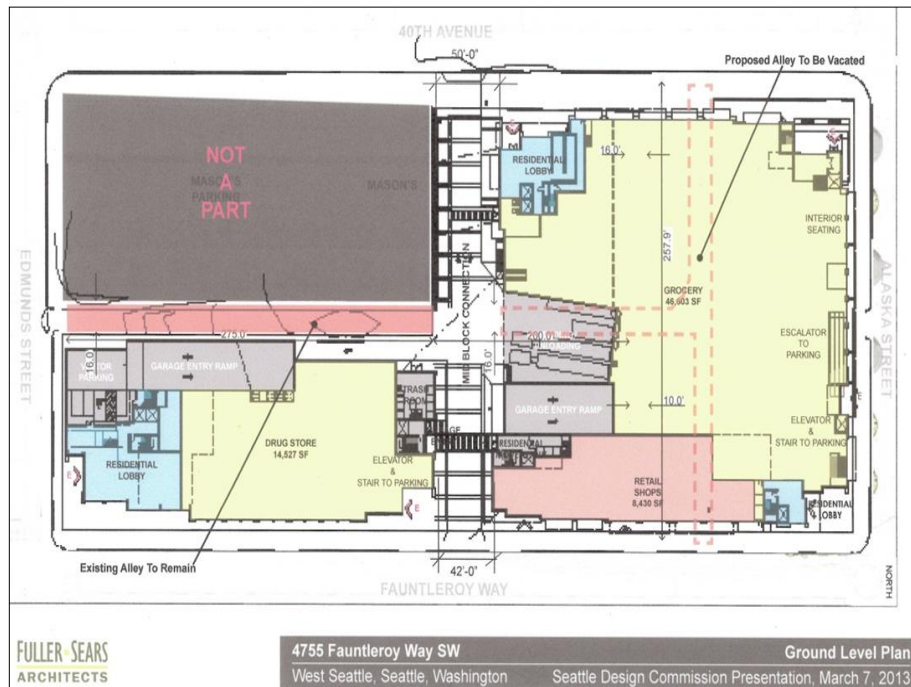 40TH AVENUE
50'-0"
Proposed Alley To Be Vacated
NOT
A
PART
MASON'S
PARKING
MASON'S
RESIDENTIAL
LOBBY
16.0'
257.9'
INTERIOR
SEATING
EDMUNDS STREET
ALASKA STREET
MID BLOCK CONNECTION
GROCERY
46,603 SF
ESCALATOR
TO
PARKING
275.0'
200.0'
16.0'
16.0'
GARAGE ENTRY RAMP
PARKING
TRASH
ROOM
GARAGE ENTRY RAMP
10.0'
ELEVATOR
&
STAIR TO PARKING
E
DRUG STORE
14,527 SF
RESIDENTIAL
LOBBY
ELEVATOR
&
STAIR TO PARKING
RESIDENTIAL
RETAIL
SHOPS
8,430 SF
RESIDENTIAL
LOBBY
E
E
Existing Alley To Remain
42'-0"
FAUNTLEROY WAY
NORTH
FULLER SEARS
ARCHITECTS
4755 Fauntleroy Way SW
Ground Level Plan
West Seattle, Seattle, Washington
Seattle Design Commission Presentation, March 7, 2013